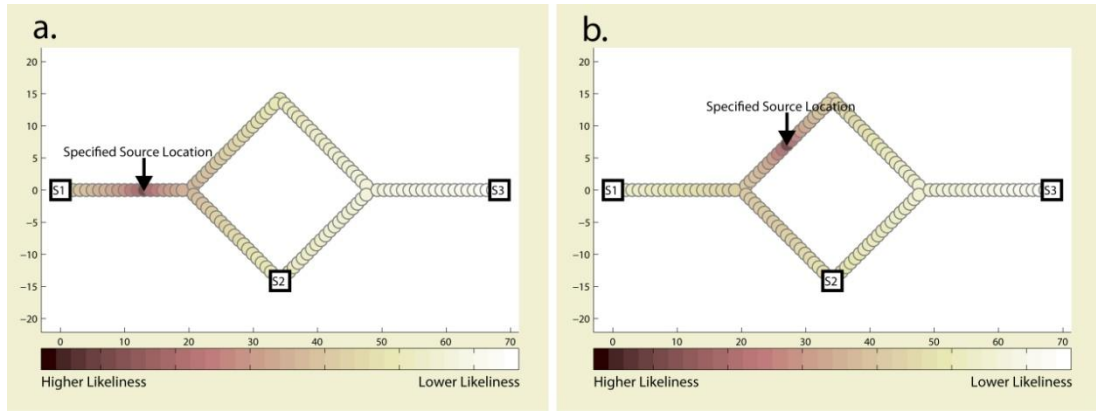 a.
20
15
10
5
0
−5
−10
−15
−20
Specified Source Location
S1
S2
S3
0 10 20 30 40 50 60 70
Higher Likeliness Lower Likeliness
b.
20
15
10
5
0
−5
−10
−15
−20
Specified Source Location
S1
S2
S3
0 10 20 30 40 50 60 70
Higher Likeliness Lower Likeliness